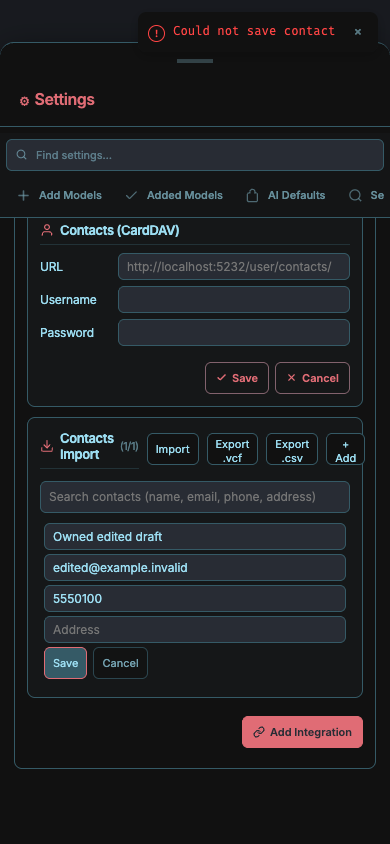 Could not save contact ×
Settings
Find settings...
Add Models Added Models AI Defaults Se
Contacts (CardDAV)
URL http://localhost:5232/user/contacts/
Username
Password
Save Cancel
Contacts Import (1/1) Import Export .vcf Export .csv + Add
Search contacts (name, email, phone, address)
Owned edited draft
edited@example.invalid
5550100
Address
Save Cancel
Add Integration